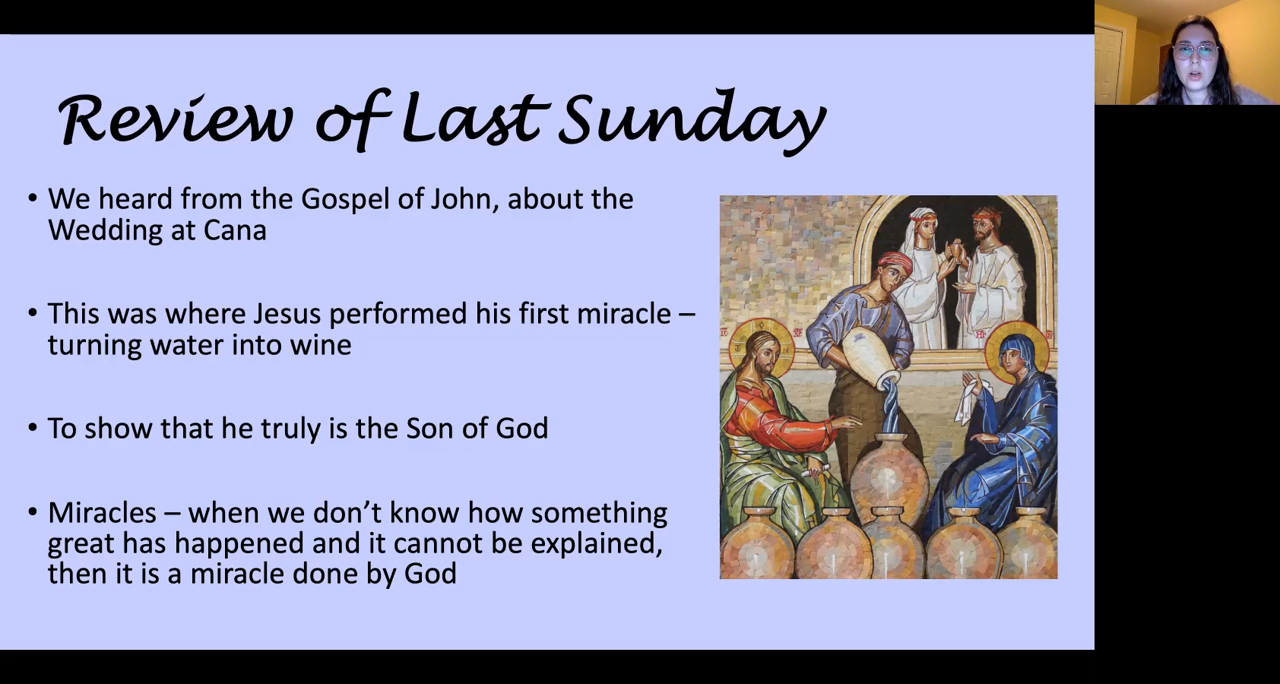 Review of Last Sunday
• We heard from the Gospel of John, about the
Wedding at Cana
• This was where Jesus performed his first miracle –
turning water into wine
• To show that he truly is the Son of God
• Miracles – when we don’t know how something
great has happened and it cannot be explained,
then it is a miracle done by God